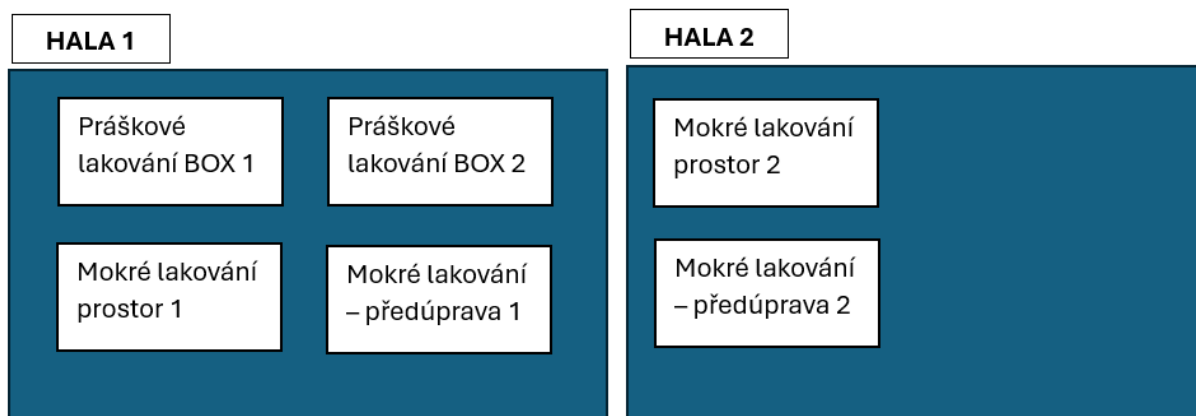 HALA 1
HALA 2
Práškové
lakování BOX 1
Práškové
lakování BOX 2
Mokré lakování
prostor 1
Mokré lakování
– předúprava 1
Mokré lakování
prostor 2
Mokré lakování
– předúprava 2